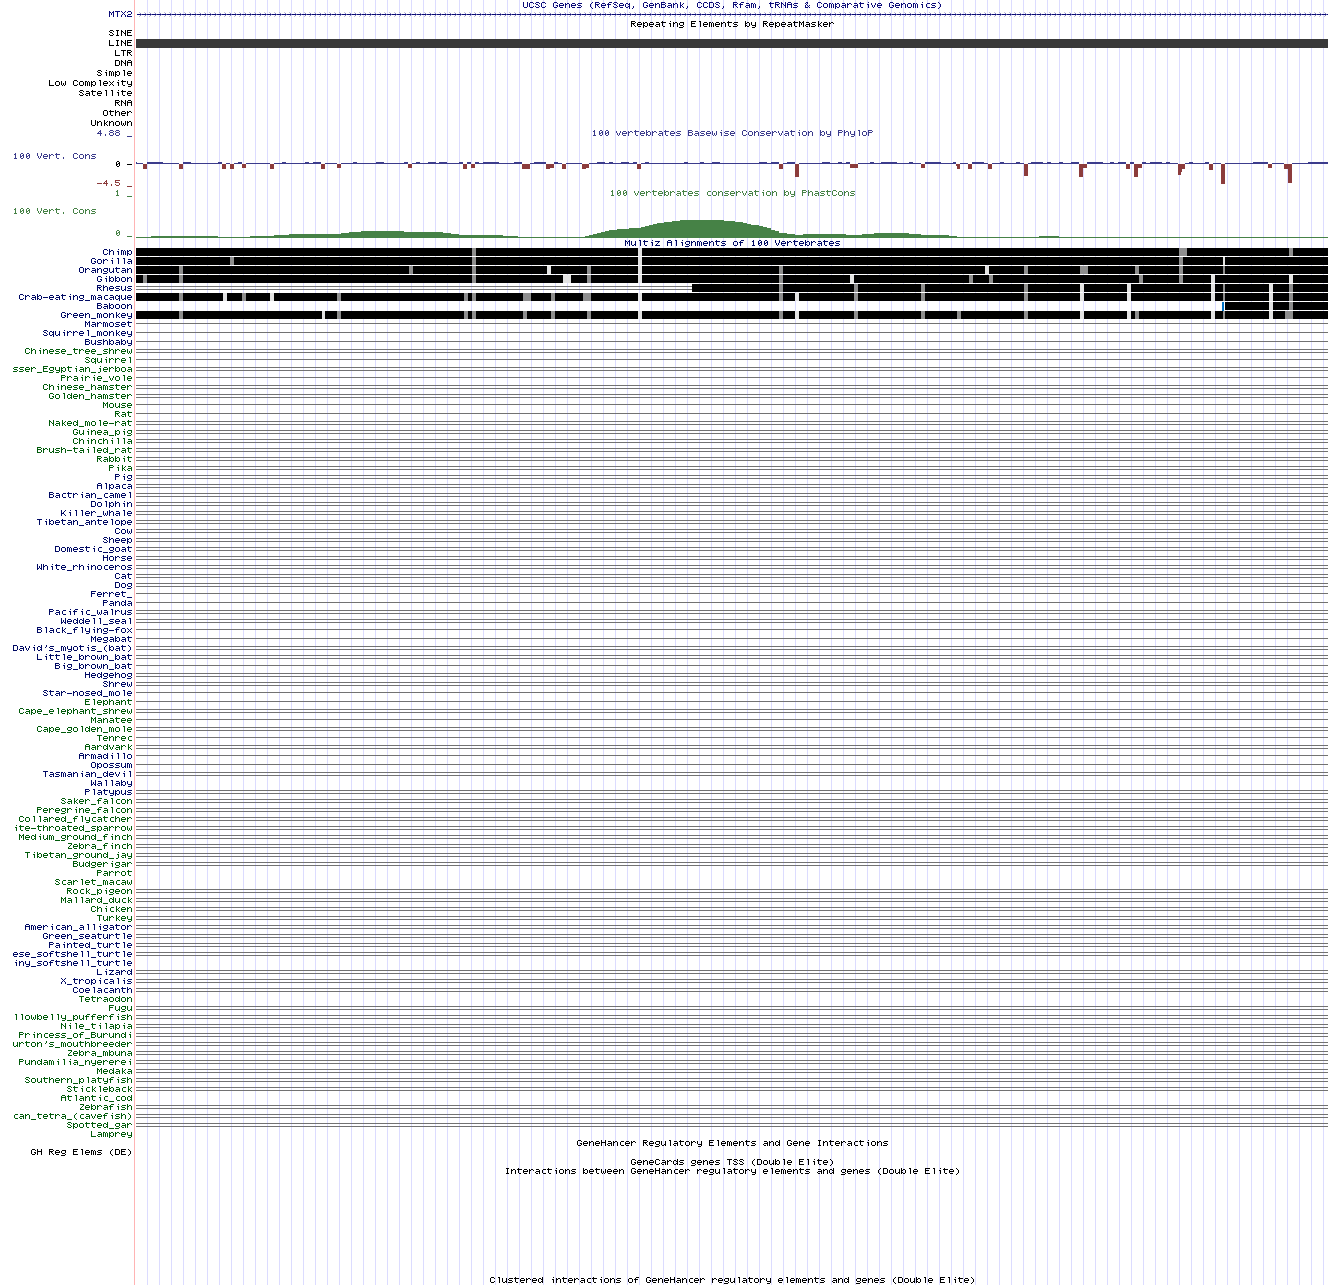 UCSC Genes (RefSeq, GenBank, CCDS, Rfam, tRNAs & Comparative Genomics)
MTX2
Repeating Elements by RepeatMasker
SINE
LINE
LTR
DNA
Simple
Low Complexity
Satellite
RNA
Other
Unknown
4.88 _
100 vertebrates Basewise Conservation by PhyloP
100 Vert. Cons
0 _
-4.5 _
1 _
100 vertebrates conservation by PhastCons
100 Vert. Cons
0 _
Multiz Alignments of 100 Vertebrates
Chimp
Gorilla
Orangutan
Gibbon
Rhesus
Crab-eating_macaque
Baboon
Green_monkey
Marmoset
Squirrel_monkey
Bushbaby
Chinese_tree_shrew
Squirrel
sser_Egyptian_jerboa
Prairie_vole
Chinese_hamster
Golden_hamster
Mouse
Rat
Naked_mole-rat
Guinea_pig
Chinchilla
Brush-tailed_rat
Rabbit
Pika
Pig
Alpaca
Bactrian_camel
Dolphin
Killer_whale
Tibetan_antelope
Cow
Sheep
Domestic_goat
Horse
White_rhinoceros
Cat
Dog
Ferret_
Panda
Pacific_walrus
Weddell_seal
Black_flying-fox
Megabat
David's_myotis_(bat)
Little_brown_bat
Big_brown_bat
Hedgehog
Shrew
Star-nosed_mole
Elephant
Cape_elephant_shrew
Manatee
Cape_golden_mole
Tenrec
Aardvark
Armadillo
Opossum
Tasmanian_devil
Wallaby
Platypus
Saker_falcon
Peregrine_falcon
Collared_flycatcher
ite-throated_sparrow
Medium_ground_finch
Zebra_finch
Tibetan_ground_jay
Budgerigar
Parrot
Scarlet_macaw
Rock_pigeon
Mallard_duck
Chicken
Turkey
American_alligator
Green_seaturtle
Painted_turtle
ese_softshell_turtle
iny_softshell_turtle
Lizard
X_tropicalis
Coelacanth
Tetraodon
Fugu
llowbelly_pufferfish
Nile_tilapia
Princess_of_Burundi
urton's_mouthbreeder
Zebra_mbuna
Pundamilia_nyererei
Medaka
Southern_platyfish
Stickleback
Atlantic_cod
Zebrafish
can_tetra_(cavefish)
Spotted_gar
Lamprey
GeneHancer Regulatory Elements and Gene Interactions
GH Reg Elems (DE)
GeneCards genes TSS (Double Elite)
Interactions between GeneHancer regulatory elements and genes (Double Elite)
Clustered interactions of GeneHancer regulatory elements and genes (Double Elite)